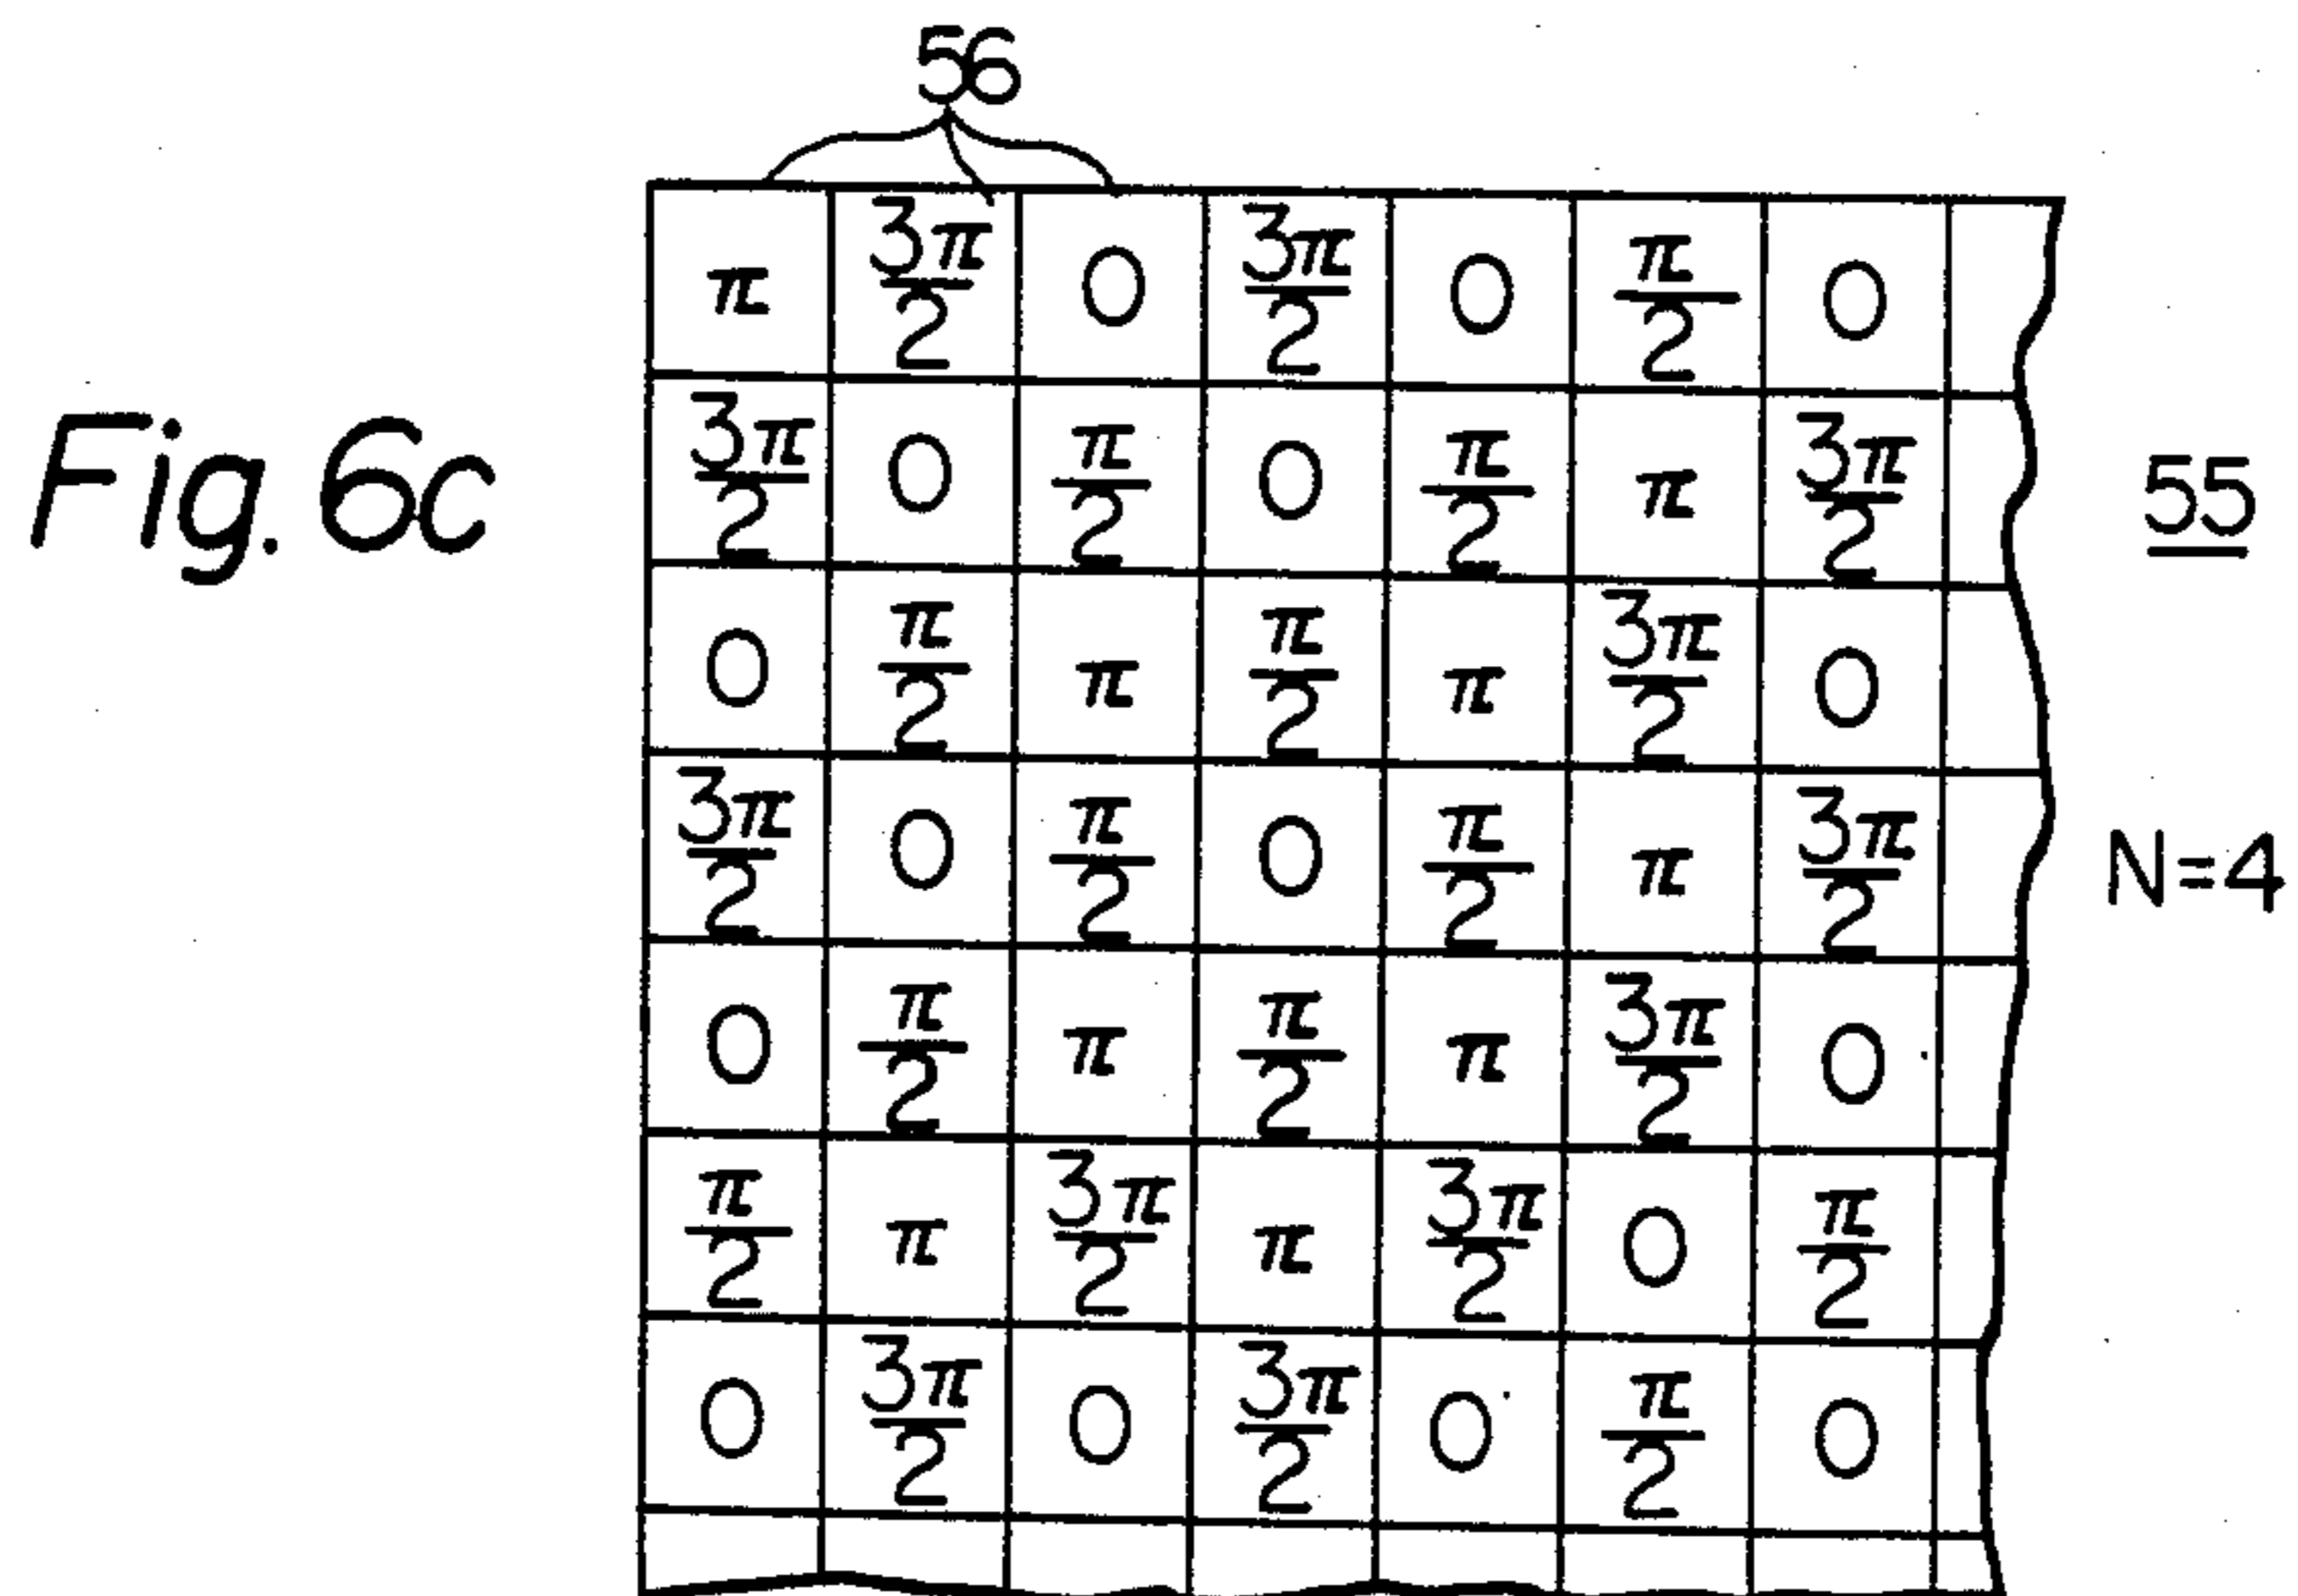 56
π 3π/2 0 3π/2 0 π/2 0
3π/2 0 π/2 0 π/2 π 3π/2
0 π/2 π π/2 π 3π/2 0
3π/2 0 π/2 0 π/2 π 3π/2
0 π/2 π π/2 π 3π/2 0
π/2 π 3π/2 π 3π/2 0 π/2
0 3π/2 0 3π/2 0 π/2 0
Fig. 6c
55
N=4